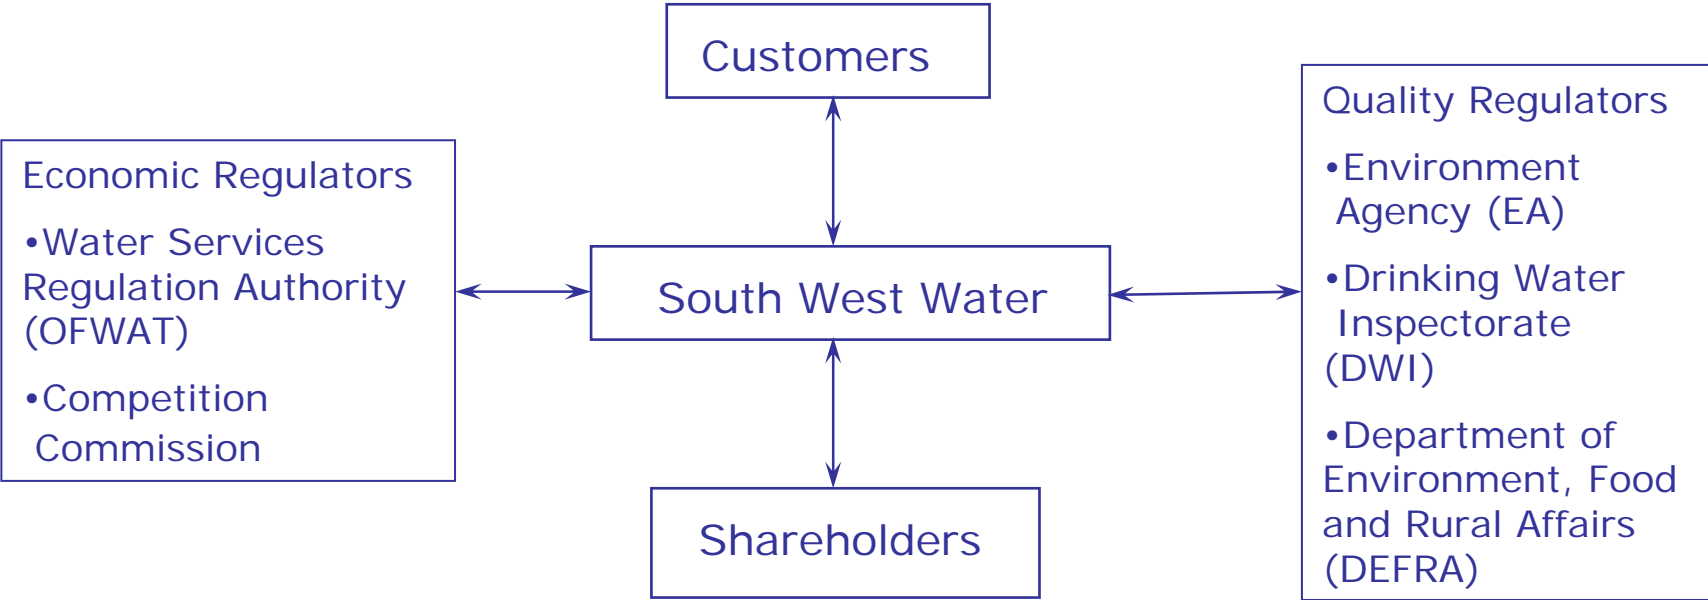 Customers
Economic Regulators
•Water Services
Regulation Authority
(OFWAT)
•Competition
Commission
South West Water
Shareholders
Quality Regulators
•Environment
Agency (EA)
•Drinking Water
Inspectorate
(DWI)
•Department of
Environment, Food
and Rural Affairs
(DEFRA)